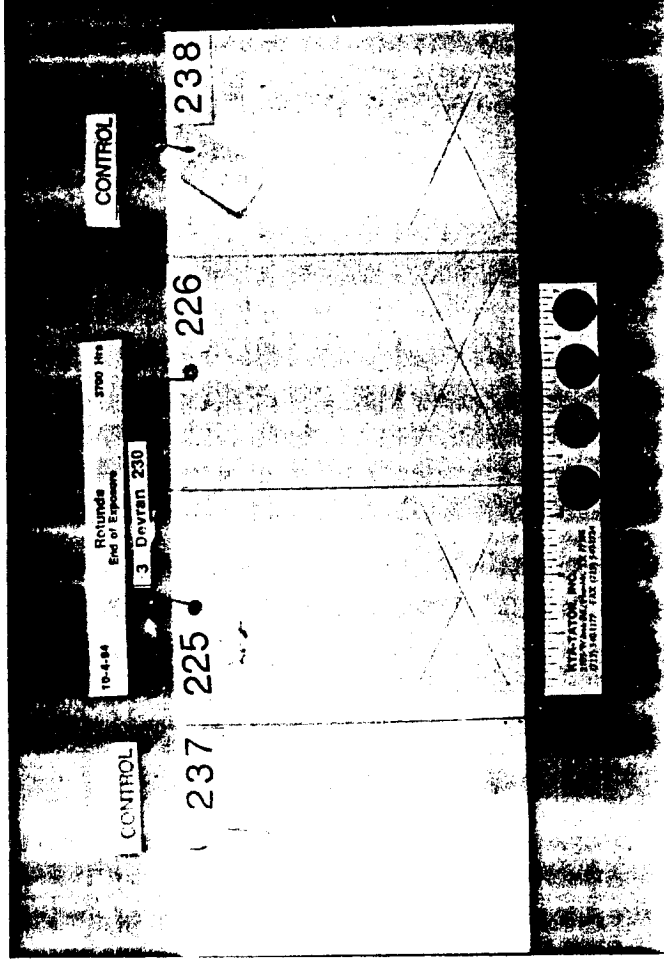 10-4-94 Rotunda 3700 Hrs
End of Exposure
3 Devran 230
CONTROL
CONTROL
237
225
226
238
KTA-TATOR, INC.